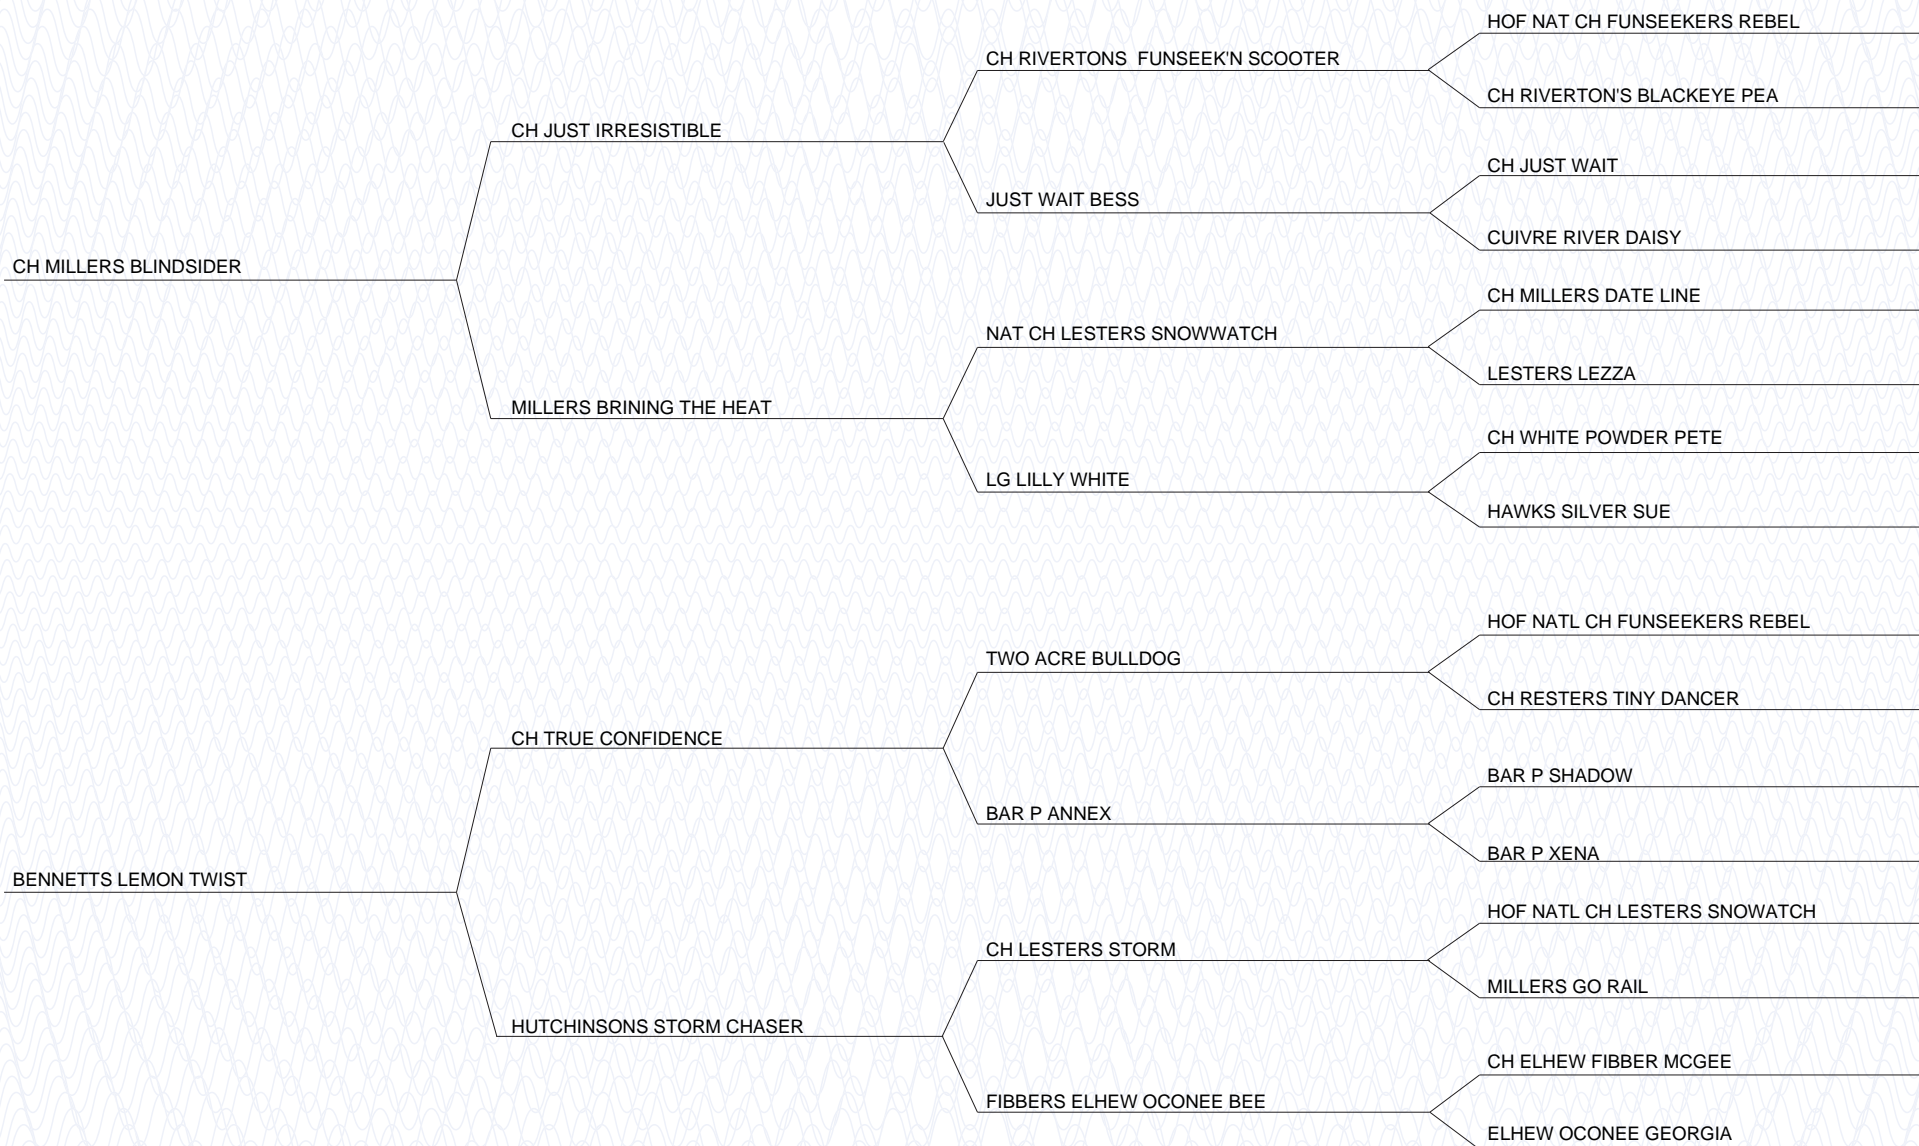 HOF NAT CH FUNSEEKERS REBEL
CH RIVERTONS  FUNSEEK'N SCOOTER
CH RIVERTON'S BLACKEYE PEA
CH JUST IRRESISTIBLE
CH JUST WAIT
JUST WAIT BESS
CUIVRE RIVER DAISY
CH MILLERS BLINDSIDER
CH MILLERS DATE LINE
NAT CH LESTERS SNOWWATCH
LESTERS LEZZA
MILLERS BRINING THE HEAT
CH WHITE POWDER PETE
LG LILLY WHITE
HAWKS SILVER SUE
HOF NATL CH FUNSEEKERS REBEL
TWO ACRE BULLDOG
CH RESTERS TINY DANCER
CH TRUE CONFIDENCE
BAR P SHADOW
BAR P ANNEX
BAR P XENA
BENNETTS LEMON TWIST
HOF NATL CH LESTERS SNOWATCH
CH LESTERS STORM
MILLERS GO RAIL
HUTCHINSONS STORM CHASER
CH ELHEW FIBBER MCGEE
FIBBERS ELHEW OCONEE BEE
ELHEW OCONEE GEORGIA